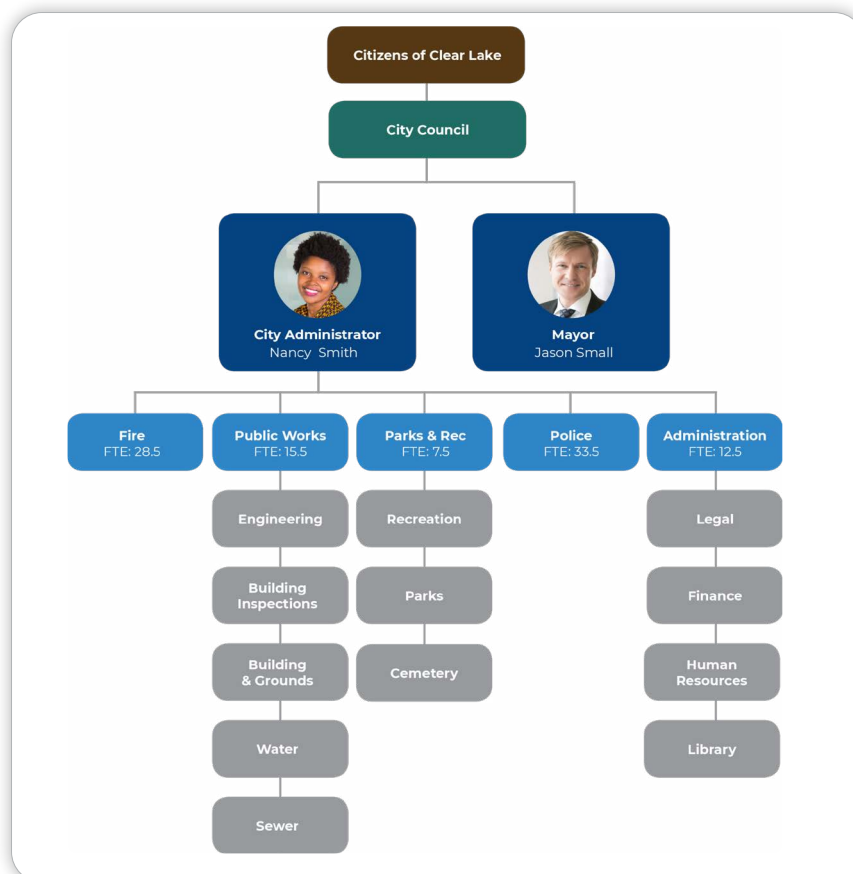 Citizens of Clear Lake
City Council
City Administrator
Nancy Smith
Mayor
Jason Small
Fire
FTE: 28.5
Public Works
FTE: 15.5
Parks & Rec
FTE: 7.5
Police
FTE: 33.5
Administration
FTE: 12.5
Engineering
Building
Inspections
Building
& Grounds
Water
Sewer
Recreation
Parks
Cemetery
Legal
Finance
Human
Resources
Library